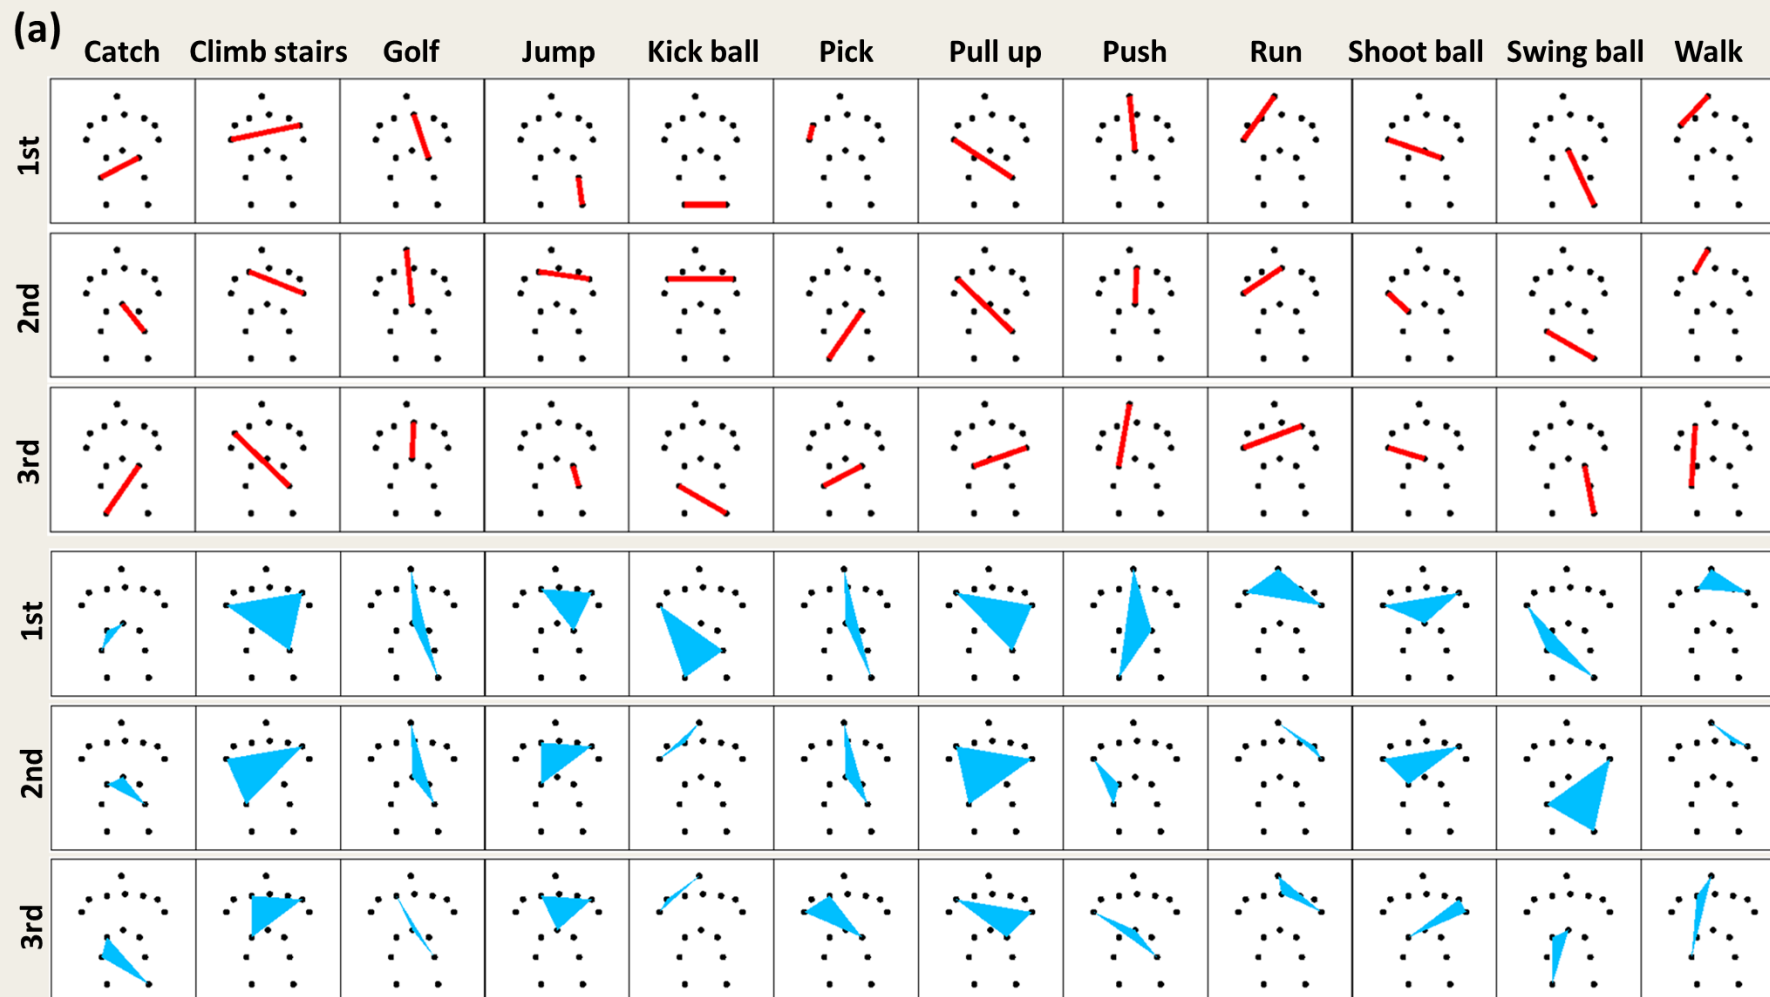 (a)
Catch Climb stairs Golf Jump Kick ball Pick Pull up Push Run Shoot ball Swing ball Walk
1st
2nd
3rd
1st
2nd
3rd